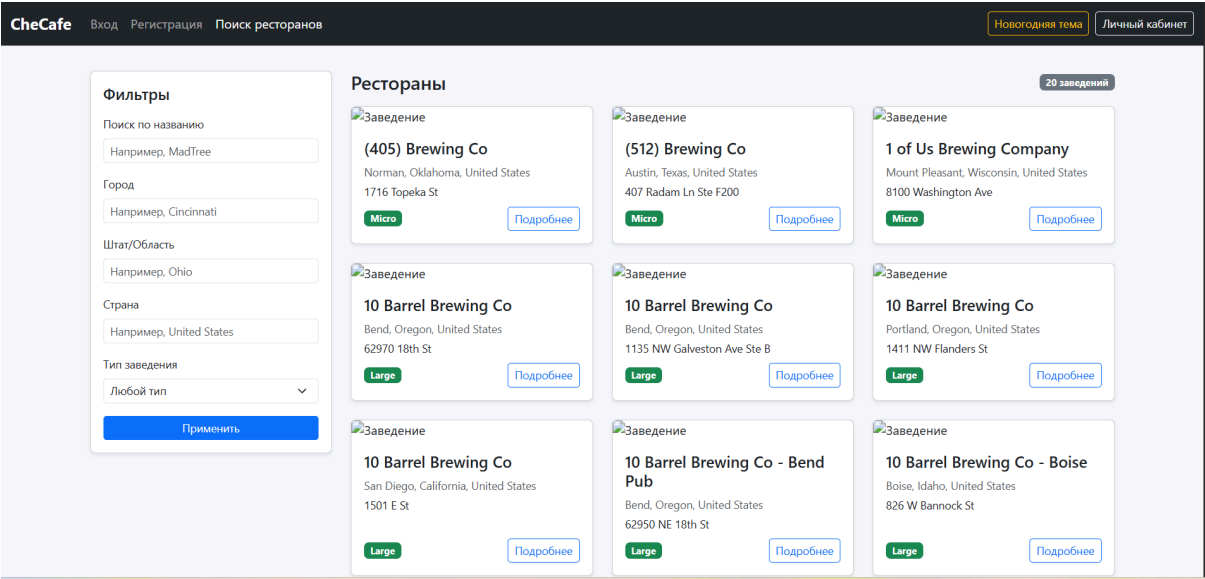 CheCafe Вход Регистрация Поиск ресторанов Новогодняя тема Личный кабинет
Фильтры
Поиск по названию
Например, MadTree
Город
Например, Cincinnati
Штат/Область
Например, Ohio
Страна
Например, United States
Тип заведения
Любой тип
Применить
Рестораны 20 заведений
Заведение
(405) Brewing Co
Norman, Oklahoma, United States
1716 Topeka St
Micro Подробнее
Заведение
(512) Brewing Co
Austin, Texas, United States
407 Radam Ln Ste F200
Micro Подробнее
Заведение
1 of Us Brewing Company
Mount Pleasant, Wisconsin, United States
8100 Washington Ave
Micro Подробнее
Заведение
10 Barrel Brewing Co
Bend, Oregon, United States
62970 18th St
Large Подробнее
Заведение
10 Barrel Brewing Co
Bend, Oregon, United States
1135 NW Galveston Ave Ste B
Large Подробнее
Заведение
10 Barrel Brewing Co
Portland, Oregon, United States
1411 NW Flanders St
Large Подробнее
Заведение
10 Barrel Brewing Co
San Diego, California, United States
1501 E St
Large Подробнее
Заведение
10 Barrel Brewing Co - Bend
Pub
Bend, Oregon, United States
62950 NE 18th St
Large Подробнее
Заведение
10 Barrel Brewing Co - Boise
Boise, Idaho, United States
826 W Bannock St
Large Подробнее